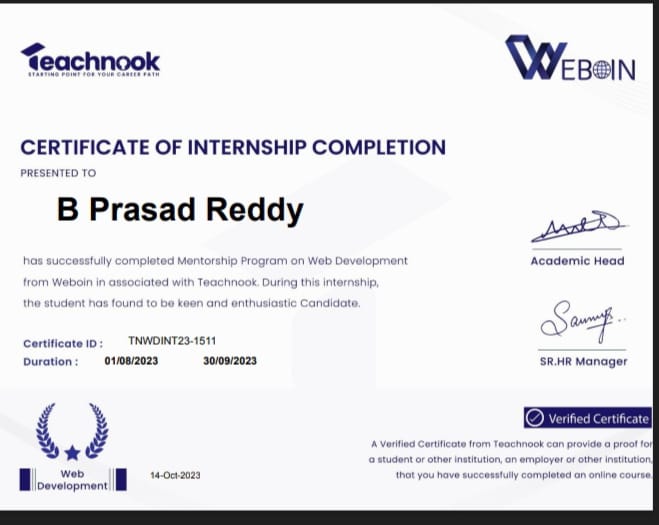 Teachnook
STARTING POINT FOR YOUR CAREER PATH
WEBOIN
CERTIFICATE OF INTERNSHIP COMPLETION
PRESENTED TO
B Prasad Reddy
has successfully completed Mentorship Program on Web Development
from Weboin in associated with Teachnook. During this internship,
the student has found to be keen and enthusiastic Candidate.
Academic Head
SR.HR Manager
Certificate ID : TNWDINT23-1511
Duration : 01/08/2023 30/09/2023
Verified Certificate
A Verified Certificate from Teachnook can provide a proof for
a student or other institution, an employer or other institution,
that you have successfully completed an online course.
Web
Development
14-Oct-2023